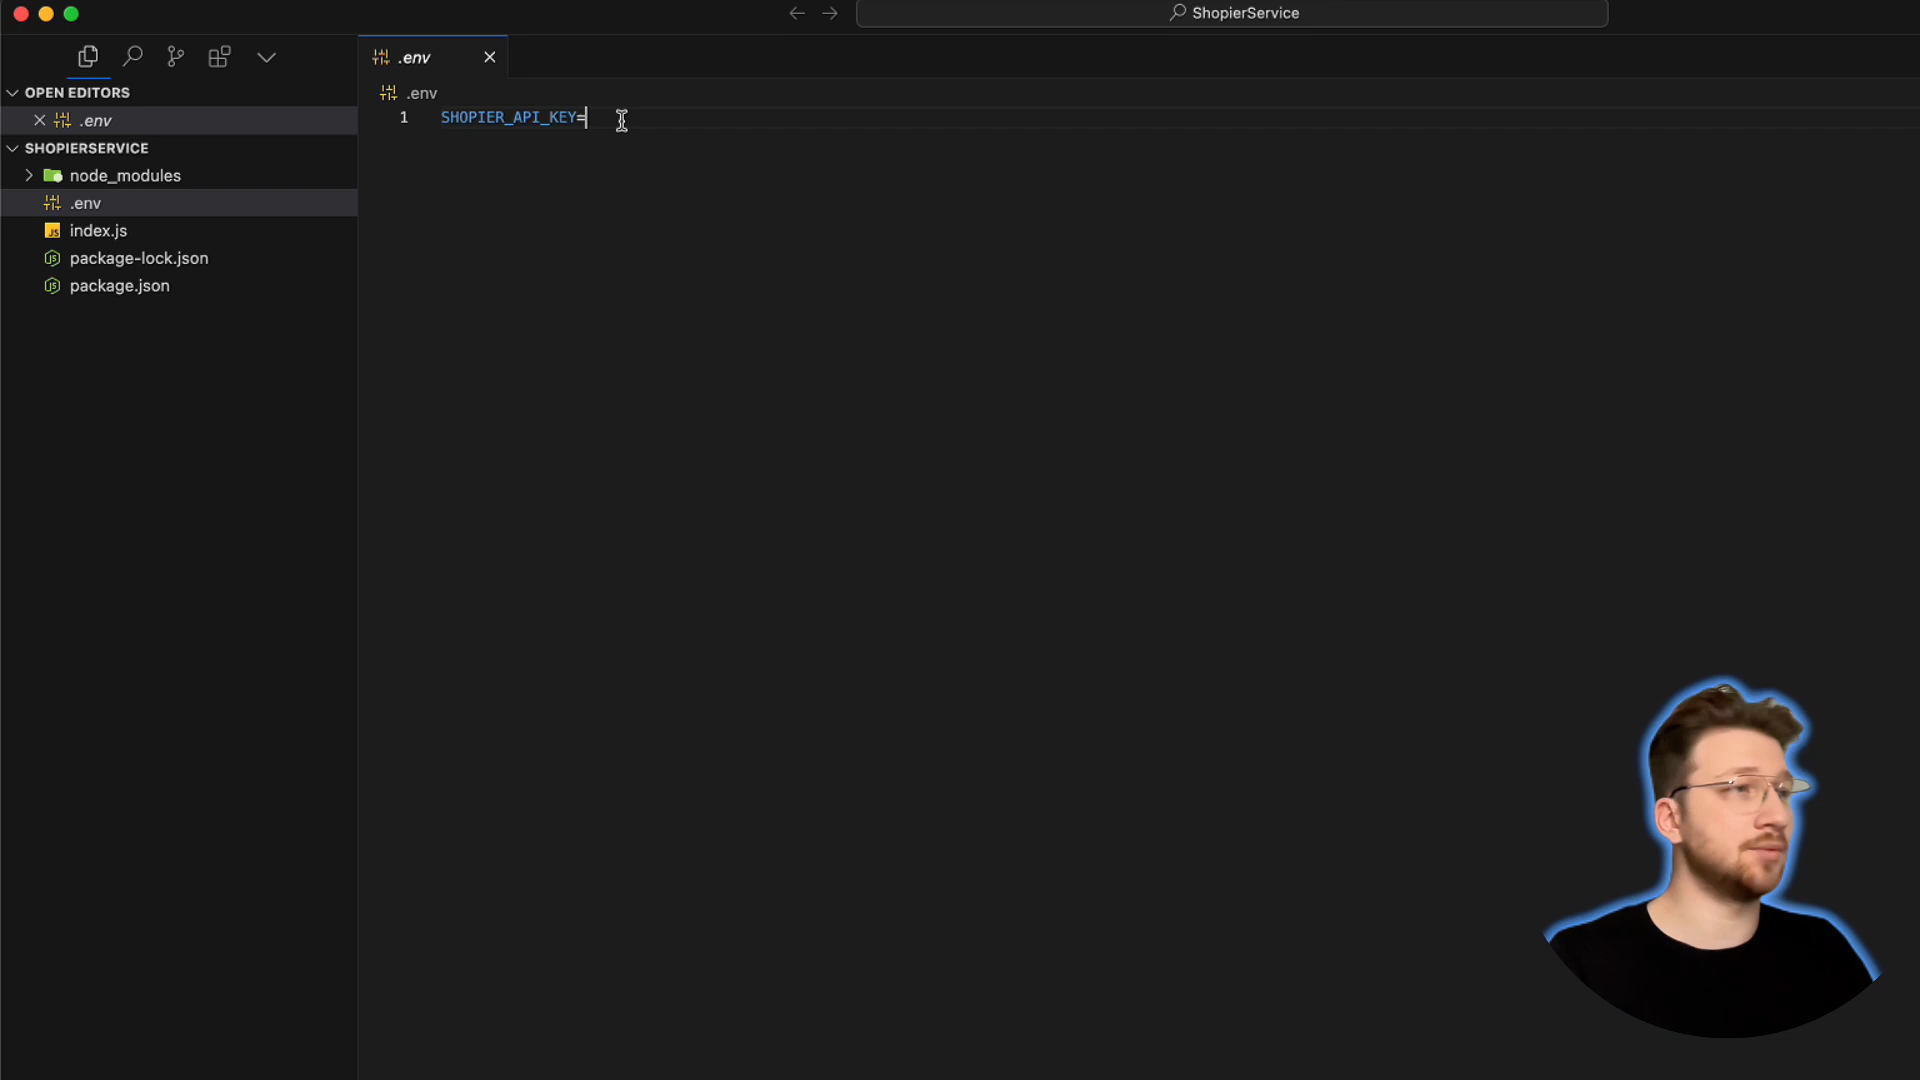 ShopierService
.env
OPEN EDITORS
.env
SHOPIERSERVICE
node_modules
.env
index.js
package-lock.json
package.json
.env
1 SHOPIER_API_KEY=